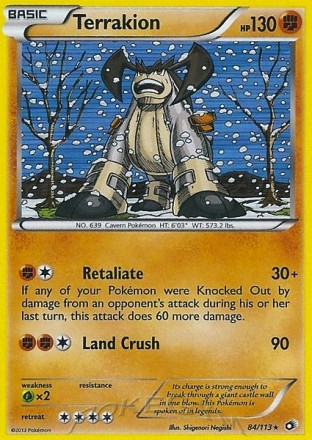 BASIC Terrakion HP130
NO. 639 Cavern Pokémon HT: 6'03" WT: 573.2 lbs.
Retaliate 30+
If any of your Pokémon were Knocked Out by
damage from an opponent's attack during his or her
last turn, this attack does 60 more damage.
Land Crush 90
weakness resistance
×2
retreat
Its charge is strong enough to
break through a giant castle wall
in one blow. This Pokémon is
spoken of in legends.
©2013 Pokémon Illus. Shigenori Negishi 84/113★